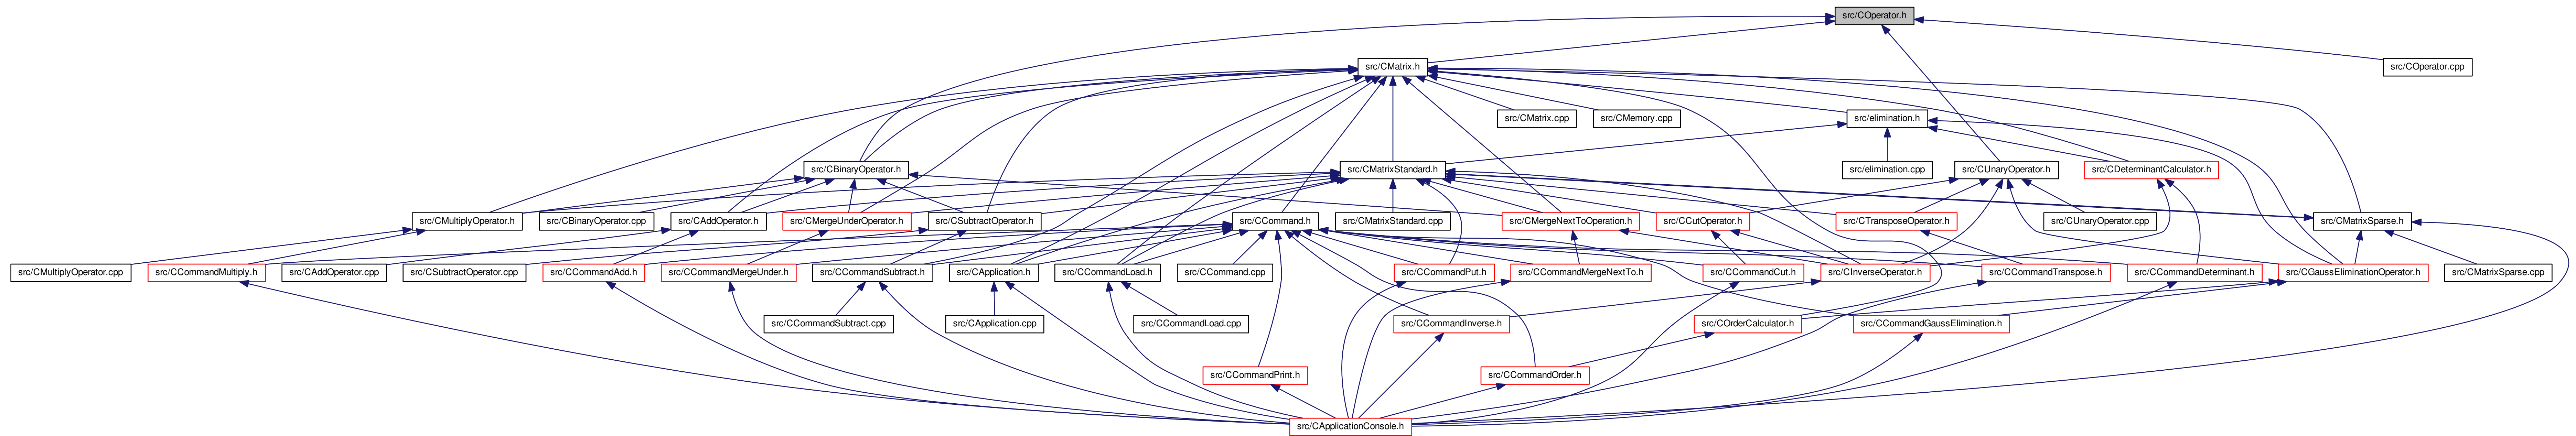 src/COperator.h
src/CMatrix.h
src/COperator.cpp
src/CMatrix.cpp
src/CMemory.cpp
src/elimination.h
src/CBinaryOperator.h
src/CMatrixStandard.h
src/elimination.cpp
src/CUnaryOperator.h
src/CDeterminantCalculator.h
src/CMultiplyOperator.h
src/CBinaryOperator.cpp
src/CAddOperator.h
src/CMergeUnderOperator.h
src/CSubtractOperator.h
src/CCommand.h
src/CMatrixStandard.cpp
src/CMergeNextToOperation.h
src/CCutOperator.h
src/CTransposeOperator.h
src/CUnaryOperator.cpp
src/CMatrixSparse.h
src/CMultiplyOperator.cpp
src/CCommandMultiply.h
src/CAddOperator.cpp
src/CSubtractOperator.cpp
src/CCommandAdd.h
src/CCommandMergeUnder.h
src/CCommandSubtract.h
src/CApplication.h
src/CCommandLoad.h
src/CCommand.cpp
src/CCommandPut.h
src/CCommandMergeNextTo.h
src/CCommandCut.h
src/CInverseOperator.h
src/CCommandTranspose.h
src/CCommandDeterminant.h
src/CGaussEliminationOperator.h
src/CMatrixSparse.cpp
src/CCommandSubtract.cpp
src/CApplication.cpp
src/CCommandLoad.cpp
src/CCommandInverse.h
src/COrderCalculator.h
src/CCommandGaussElimination.h
src/CCommandPrint.h
src/CCommandOrder.h
src/CApplicationConsole.h